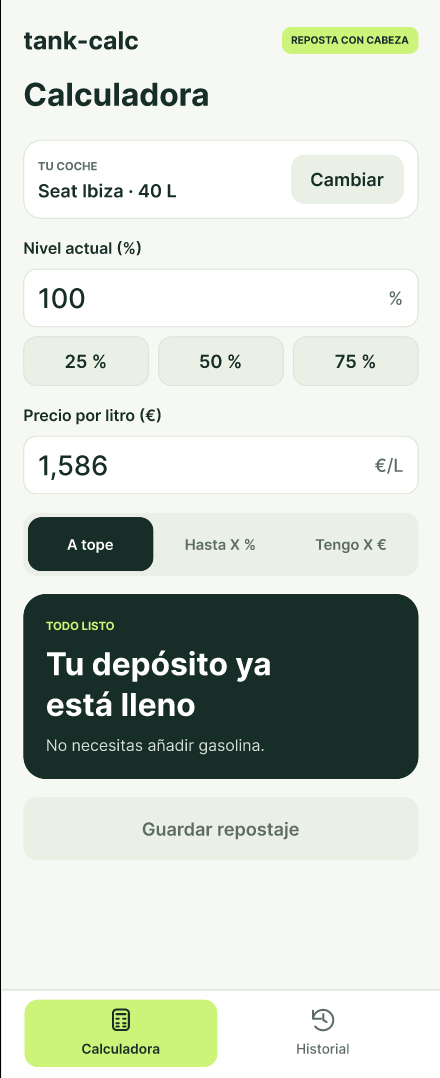 tank-calc
REPOSTA CON CABEZA
Calculadora
TU COCHE
Seat Ibiza · 40 L
Cambiar
Nivel actual (%)
100
%
25 %
50 %
75 %
Precio por litro (€)
1,586
€/L
A tope
Hasta X %
Tengo X €
TODO LISTO
Tu depósito ya
está lleno
No necesitas añadir gasolina.
Guardar repostaje
Calculadora
Historial